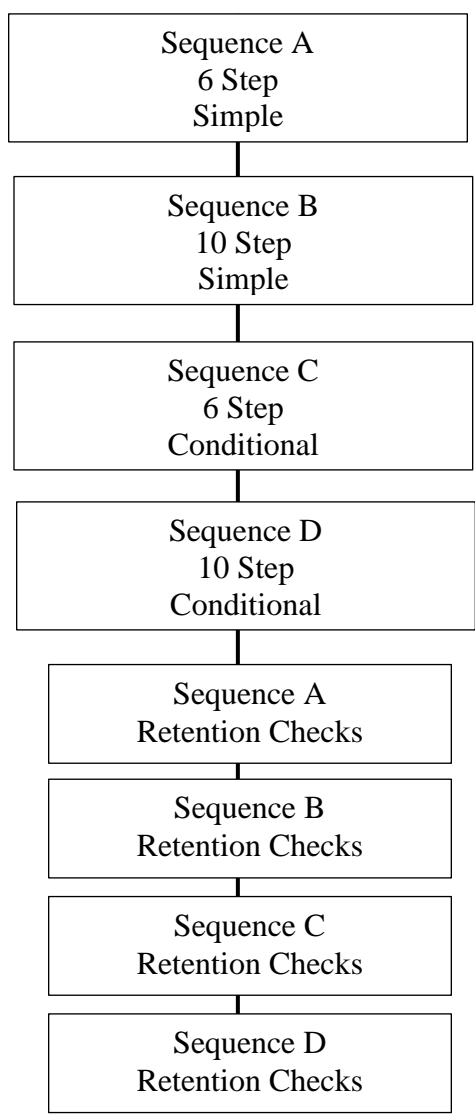 Sequence A
6 Step
Simple
Sequence B
10 Step
Simple
Sequence C
6 Step
Conditional
Sequence D
10 Step
Conditional
Sequence A
Retention Checks
Sequence B
Retention Checks
Sequence C
Retention Checks
Sequence D
Retention Checks